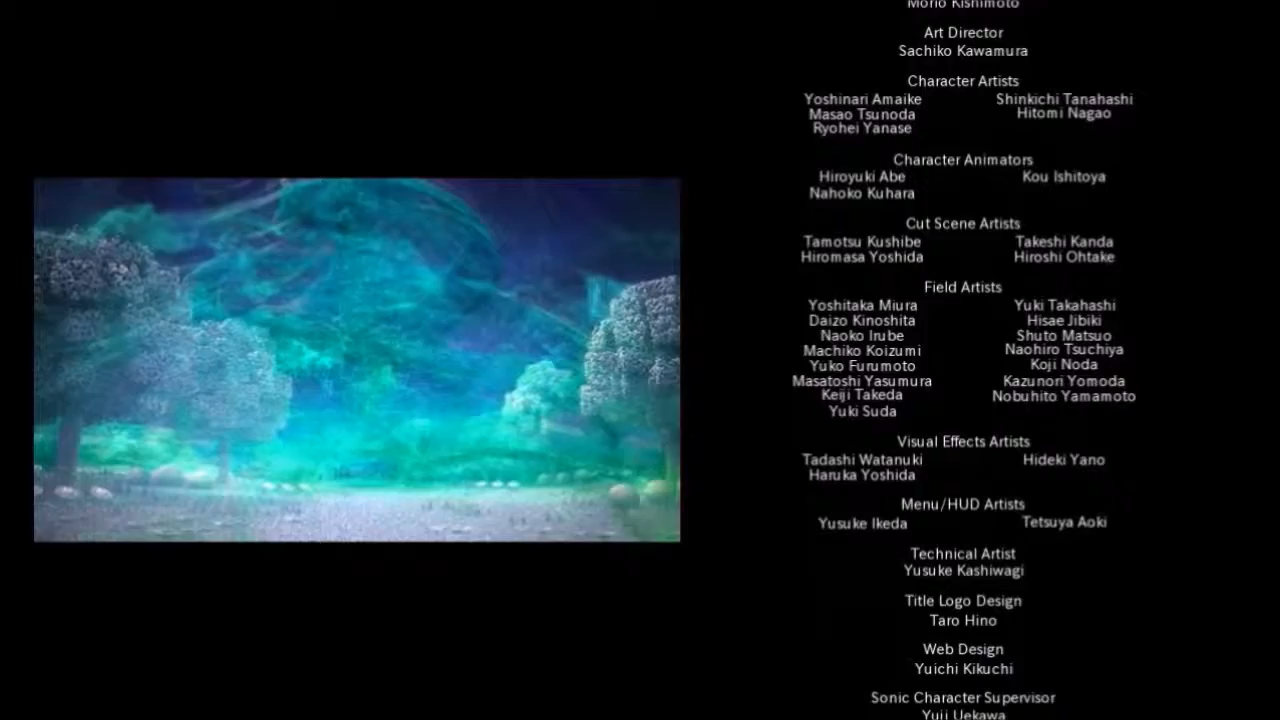 Morio Kishimoto
Art Director
Sachiko Kawamura
Character Artists
Yoshinari Amaike Shinkichi Tanahashi
Masao Tsunoda Hitomi Nagao
Ryohei Yanase
Character Animators
Hiroyuki Abe Kou Ishitoya
Nahoko Kuhara
Cut Scene Artists
Tamotsu Kushibe Takeshi Kanda
Hiromasa Yoshida Hiroshi Ohtake
Field Artists
Yoshitaka Miura Yuki Takahashi
Daizo Kinoshita Hisae Jibiki
Naoko Irube Shuto Matsuo
Machiko Koizumi Naohiro Tsuchiya
Yuko Furumoto Koji Noda
Masatoshi Yasumura Kazunori Yomoda
Keiji Takeda Nobuhito Yamamoto
Yuki Suda
Visual Effects Artists
Tadashi Watanuki Hideki Yano
Haruka Yoshida
Menu/HUD Artists
Yusuke Ikeda Tetsuya Aoki
Technical Artist
Yusuke Kashiwagi
Title Logo Design
Taro Hino
Web Design
Yuichi Kikuchi
Sonic Character Supervisor
Yuji Uekawa